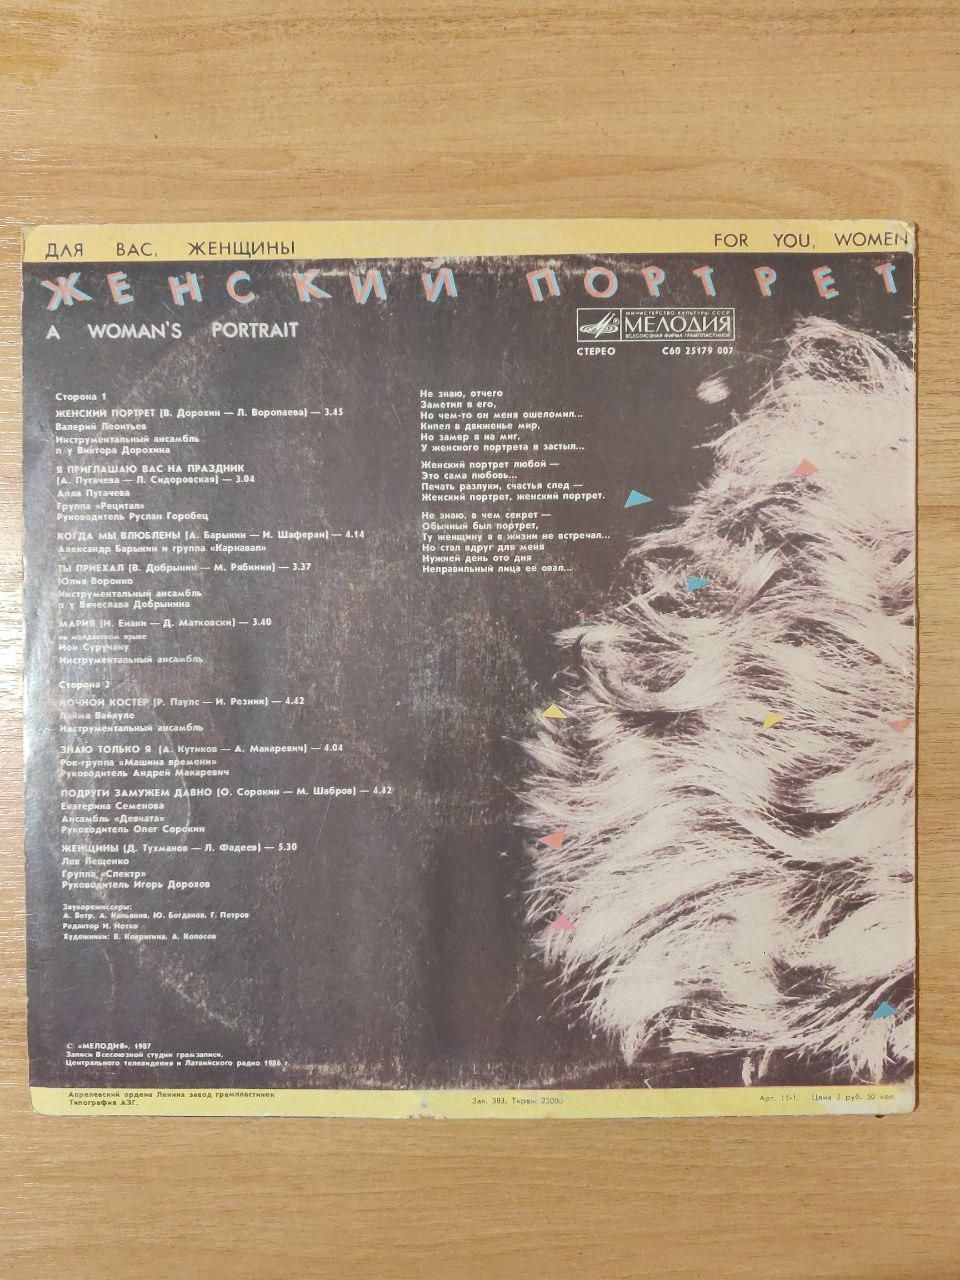 ДЛЯ ВАС, ЖЕНЩИНЫ
FOR YOU, WOMEN
ЖЕНСКИЙ ПОРТРЕТ
A WOMAN'S PORTRAIT
МИНИСТЕРСТВО КУЛЬТУРЫ СССР
МЕЛОДИЯ
ВСЕСОЮЗНАЯ ФИРМА ГРАМПЛАСТИНОК
СТЕРЕО С60 25179 007
Сторона 1
ЖЕНСКИЙ ПОРТРЕТ (В. Дорохин — Л. Воропаева) — 3.45
Валерий Леонтьев
Инструментальный ансамбль
п/у Виктора Дорохина
Я ПРИГЛАШАЮ ВАС НА ПРАЗДНИК
(А. Пугачева — Л. Сидоровская) — 3.04
Алла Пугачева
Группа «Рецитал»
Руководитель Руслан Горобец
КОГДА МЫ ВЛЮБЛЕНЫ (А. Барыкин — И. Шаферан) — 4.14
Александр Барыкин и группа «Карнавал»
ТЫ ПРИЕХАЛ (В. Добрынин — М. Рябинин) — 3.37
Юлия Воронко
Инструментальный ансамбль
п/у Вячеслава Добрынина
МАРИЯ (И. Енаки — Д. Матковски) — 3.40
на молдавском языке
Ион Суручану
Инструментальный ансамбль
Сторона 2
НОЧНОЙ КОСТЕР (Р. Паулс — И. Резник) — 4.42
Лайма Вайкуле
Инструментальный ансамбль
ЗНАЮ ТОЛЬКО Я (А. Кутиков — А. Макаревич) — 4.04
Рок-группа «Машина времени»
Руководитель Андрей Макаревич
ПОДРУГИ ЗАМУЖЕМ ДАВНО (О. Сорокин — М. Шабров) — 4.42
Екатерина Семенова
Ансамбль «Девчата»
Руководитель Олег Сорокин
ЖЕНЩИНЫ (Д. Тухманов — Л. Фадеев) — 5.30
Лев Лещенко
Группа «Спектр»
Руководитель Игорь Дорохов
Звукорежиссеры:
А. Ветр, А. Кальянов, Ю. Богданов, Г. Петров
Редактор И. Йотко
Художники: В. Ковригина, А. Колосов
© «МЕЛОДИЯ», 1987
Записи Всесоюзной студии грамзаписи,
Центрального телевидения и Латвийского радио 1986 г.
Не знаю, отчего
Заметил я его,
Но чем-то он меня ошеломил...
Кипел в движенье мир,
Но замер я на миг,
У женского портрета я застыл...
Женский портрет любой —
Это сама любовь...
Печать разлуки, счастья след —
Женский портрет, женский портрет.
Не знаю, в чем секрет —
Обычный был портрет,
Ту женщину я в жизни не встречал...
Но стал вдруг для меня
Нужней день ото дня
Неправильный лица ее овал...
Апрелевский ордена Ленина завод грампластинок
Типография АЗГ.
Зак. 383. Тираж 23000
Арт. 11-1. Цена 2 руб. 50 коп.